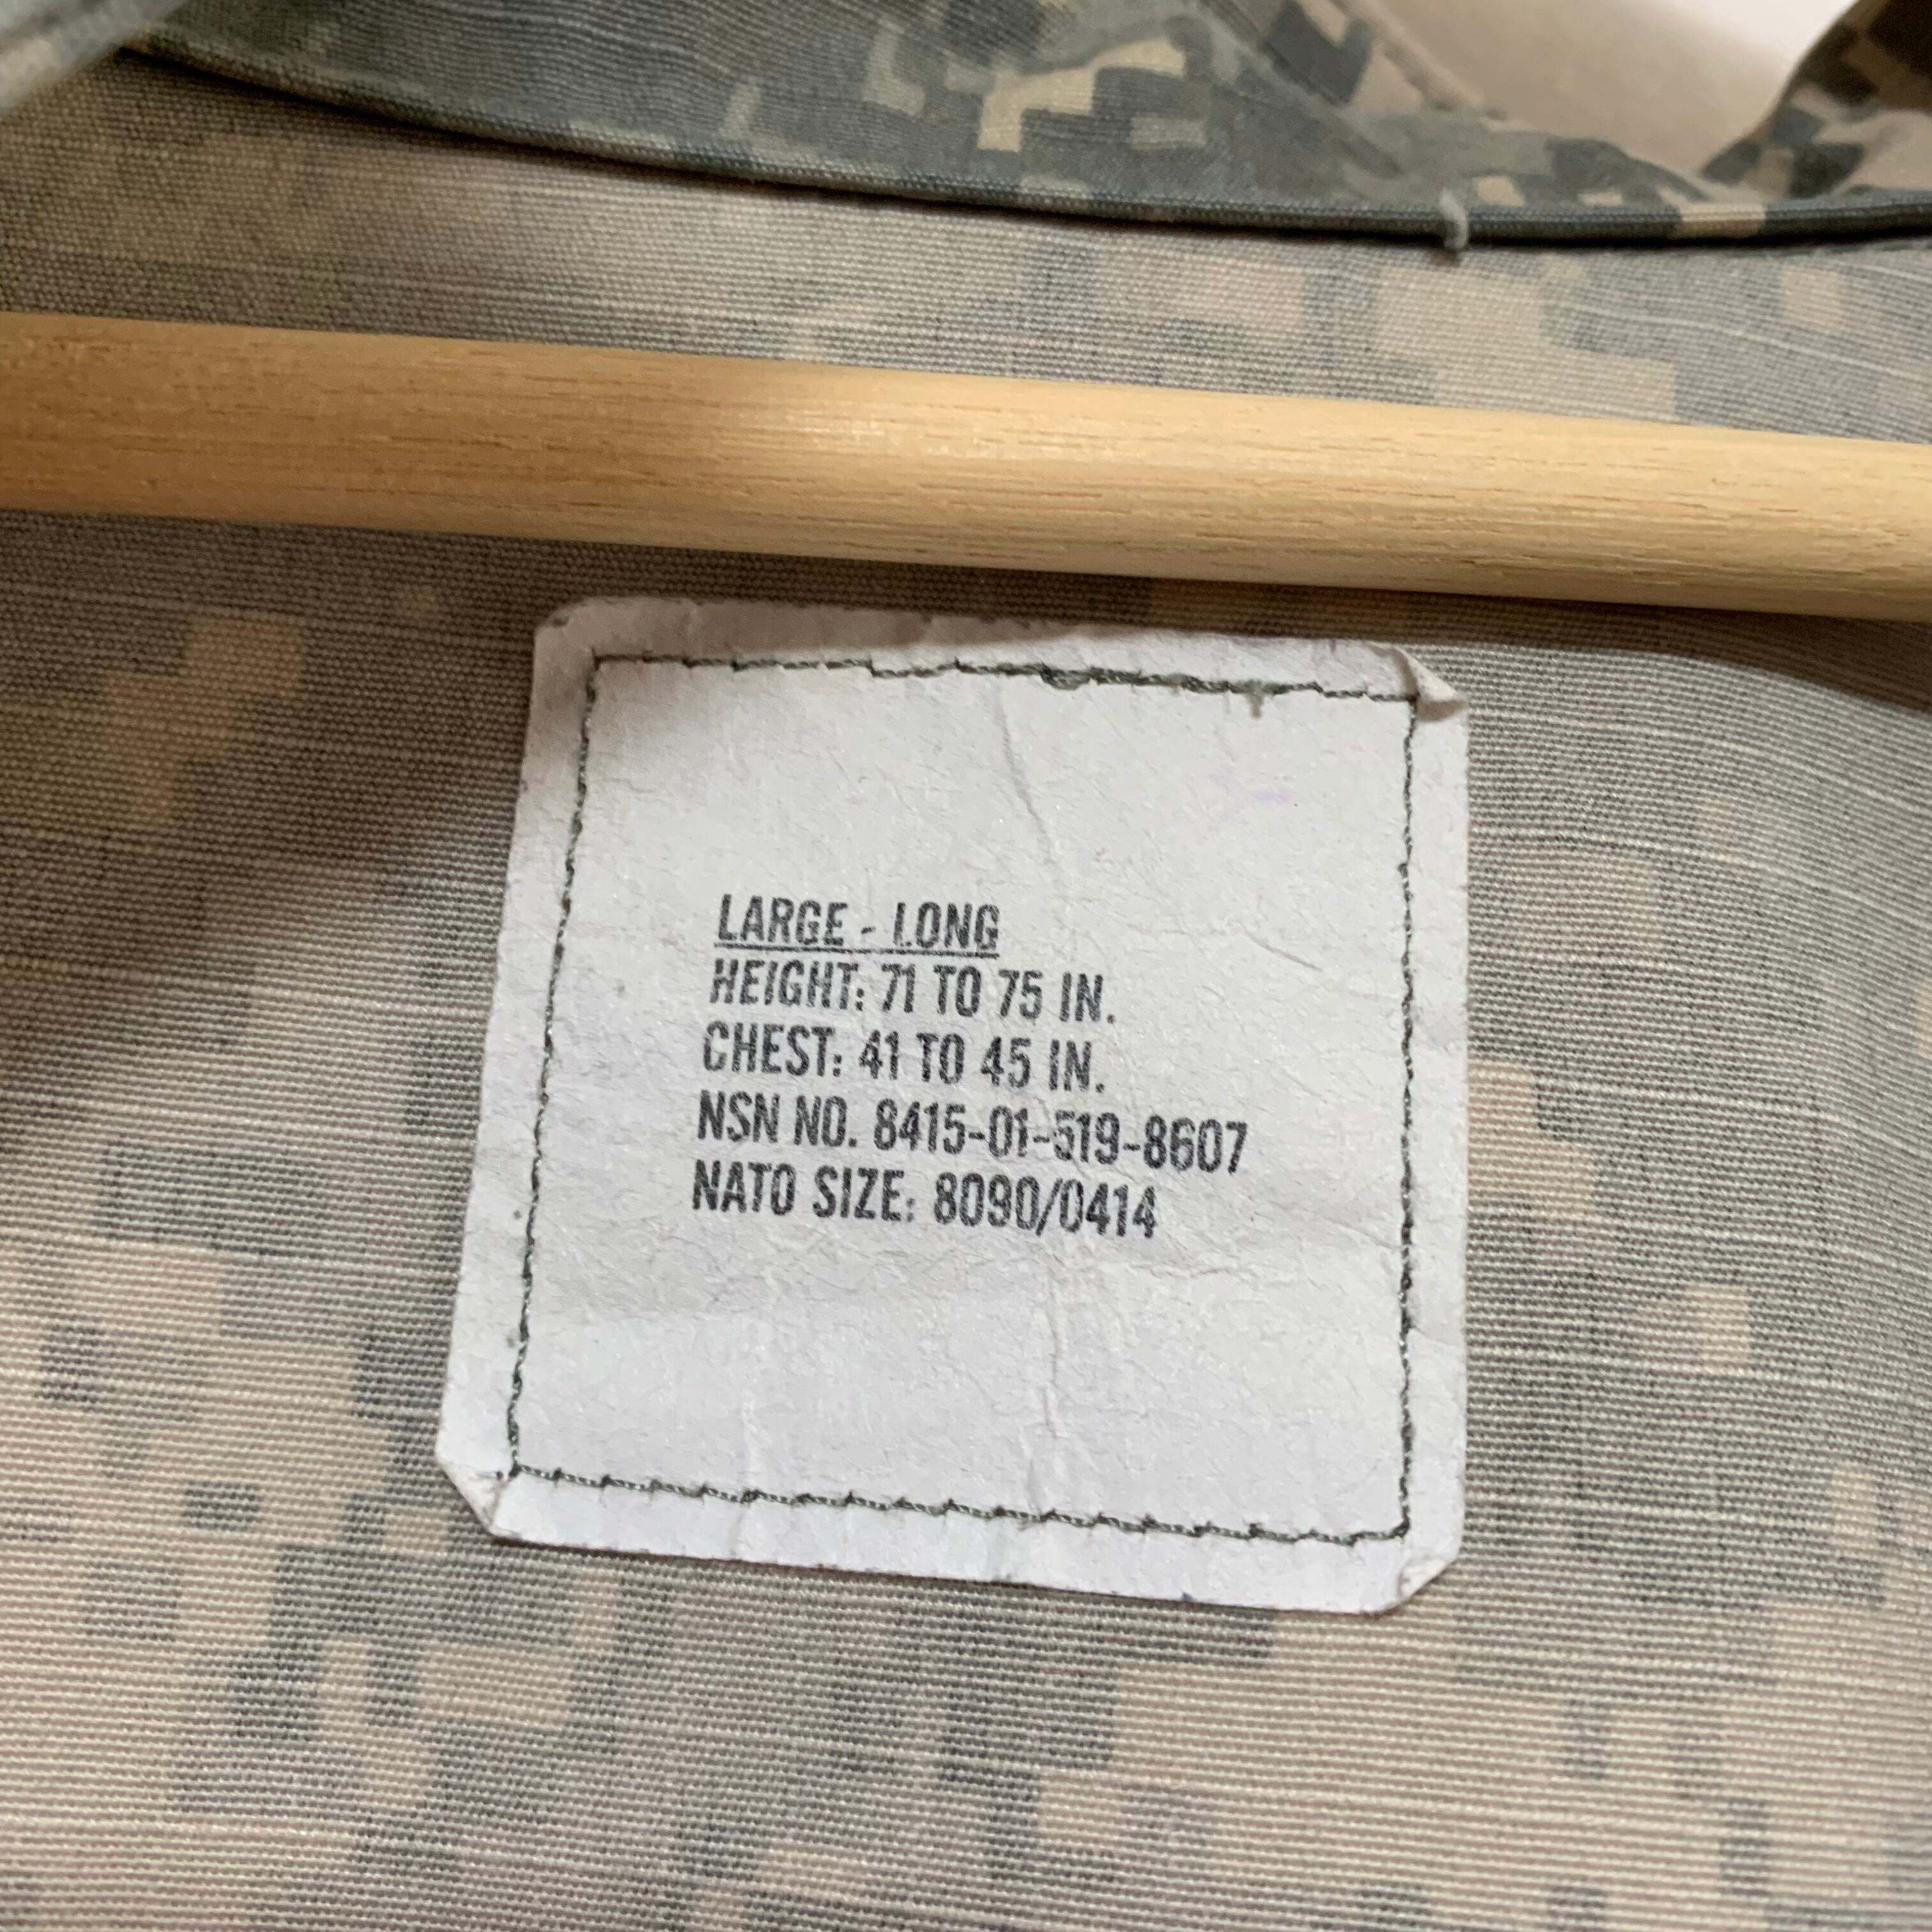 LARGE - LONG
HEIGHT: 71 TO 75 IN.
CHEST: 41 TO 45 IN.
NSN NO. 8415-01-519-8607
NATO SIZE: 8090/0414